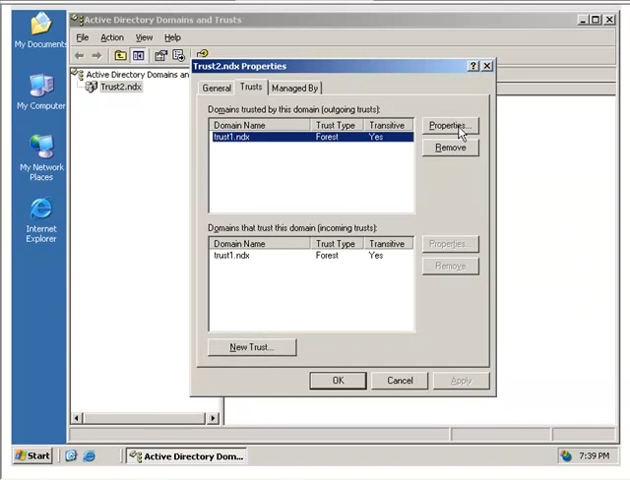 My Documents
My Computer
My Network
Places
Internet
Explorer
Active Directory Domains and Trusts
File Action View Help
Active Directory Domains an
Trust2.ndx
Trust2.ndx Properties
General Trusts Managed By
Domains trusted by this domain (outgoing trusts):
Domain Name Trust Type Transitive
trust1.ndx Forest Yes
Properties...
Remove
Domains that trust this domain (incoming trusts):
Domain Name Trust Type Transitive
trust1.ndx Forest Yes
Properties...
Remove
New Trust...
OK Cancel Apply
Start Active Directory Dom... 7:39 PM